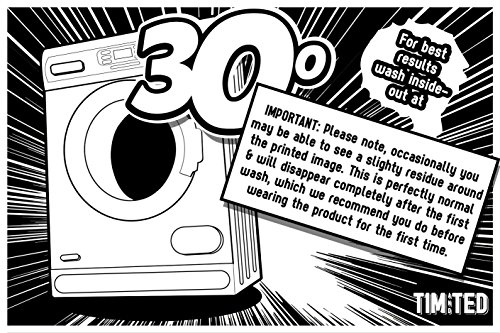 30°
For best
results
wash inside-
out at
IMPORTANT: Please note, occasionally you
may be able to see a slighty residue around
the printed image. This is perfectly normal
& will disappear completely after the first
wash, which we recommend you do before
wearing the product for the first time.
TIM & TED